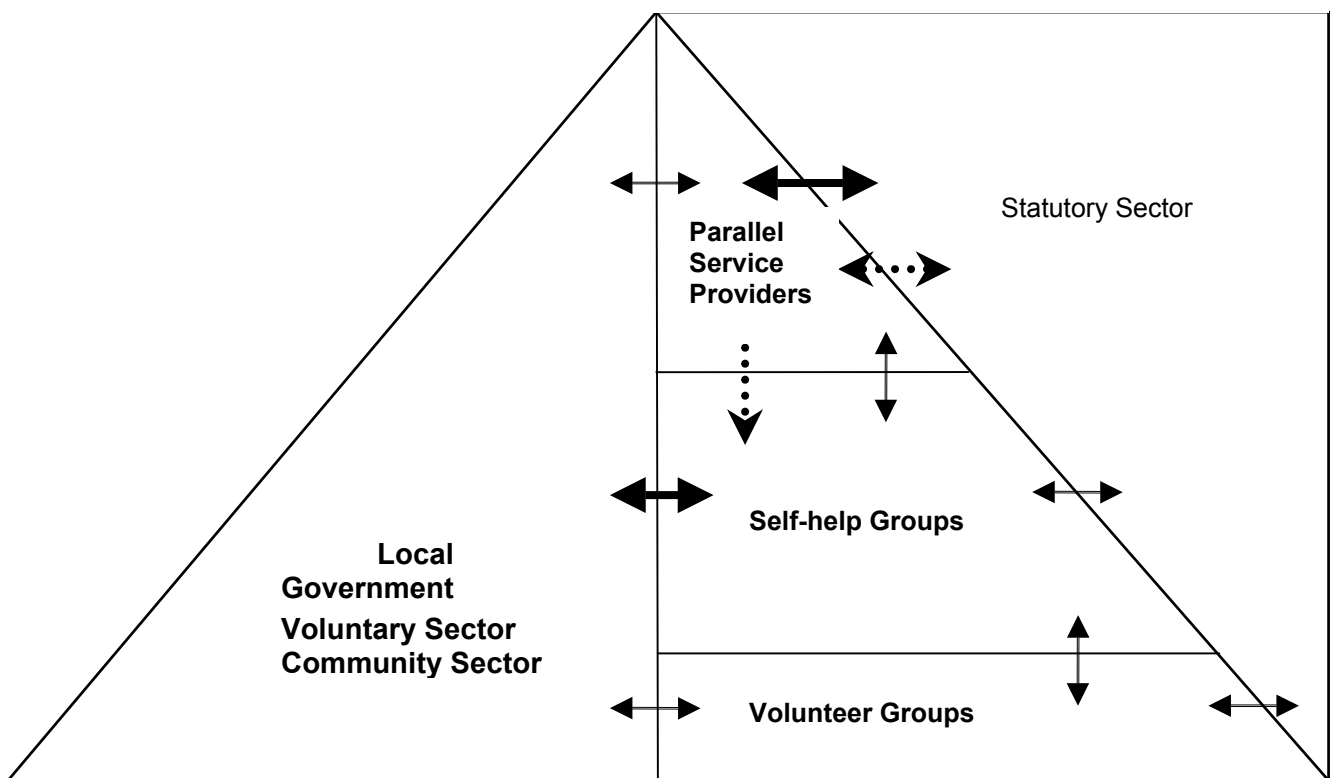 Statutory Sector
Parallel
Service
Providers
Self-help Groups
Local
Government
Voluntary Sector
Community Sector
Volunteer Groups